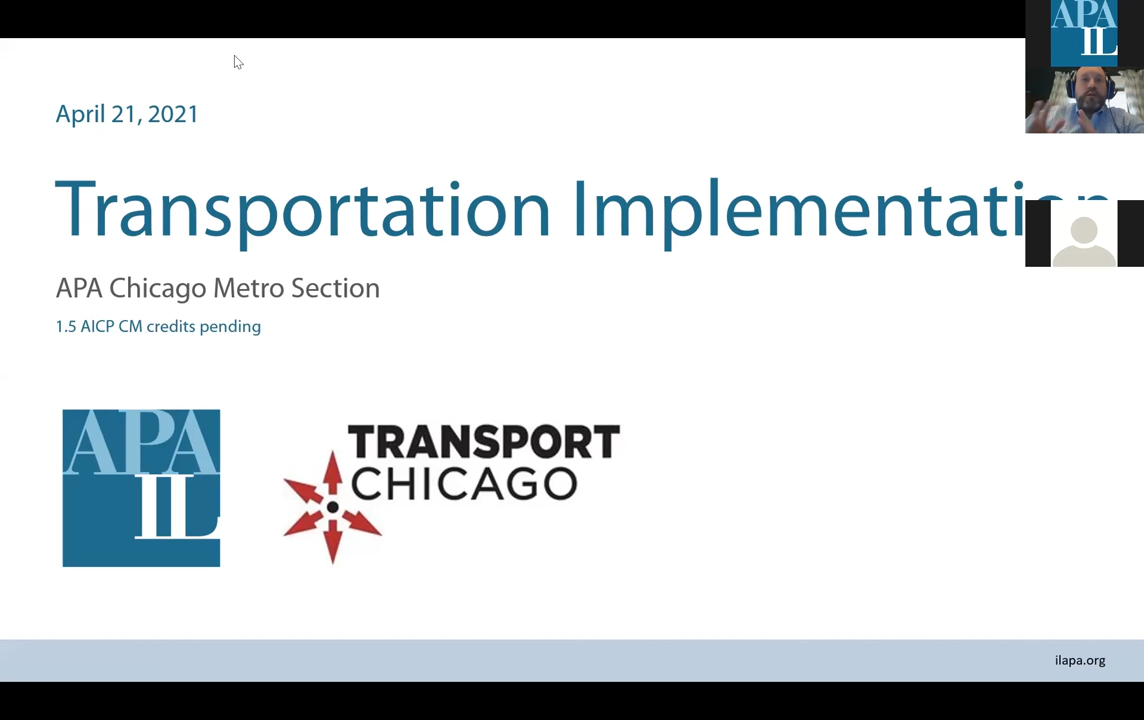 APA
IL
April 21, 2021
Transportation Implementation
APA Chicago Metro Section
1.5 AICP CM credits pending
APA
IL
TRANSPORT
CHICAGO
ilapa.org